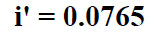 i' = 0.0765